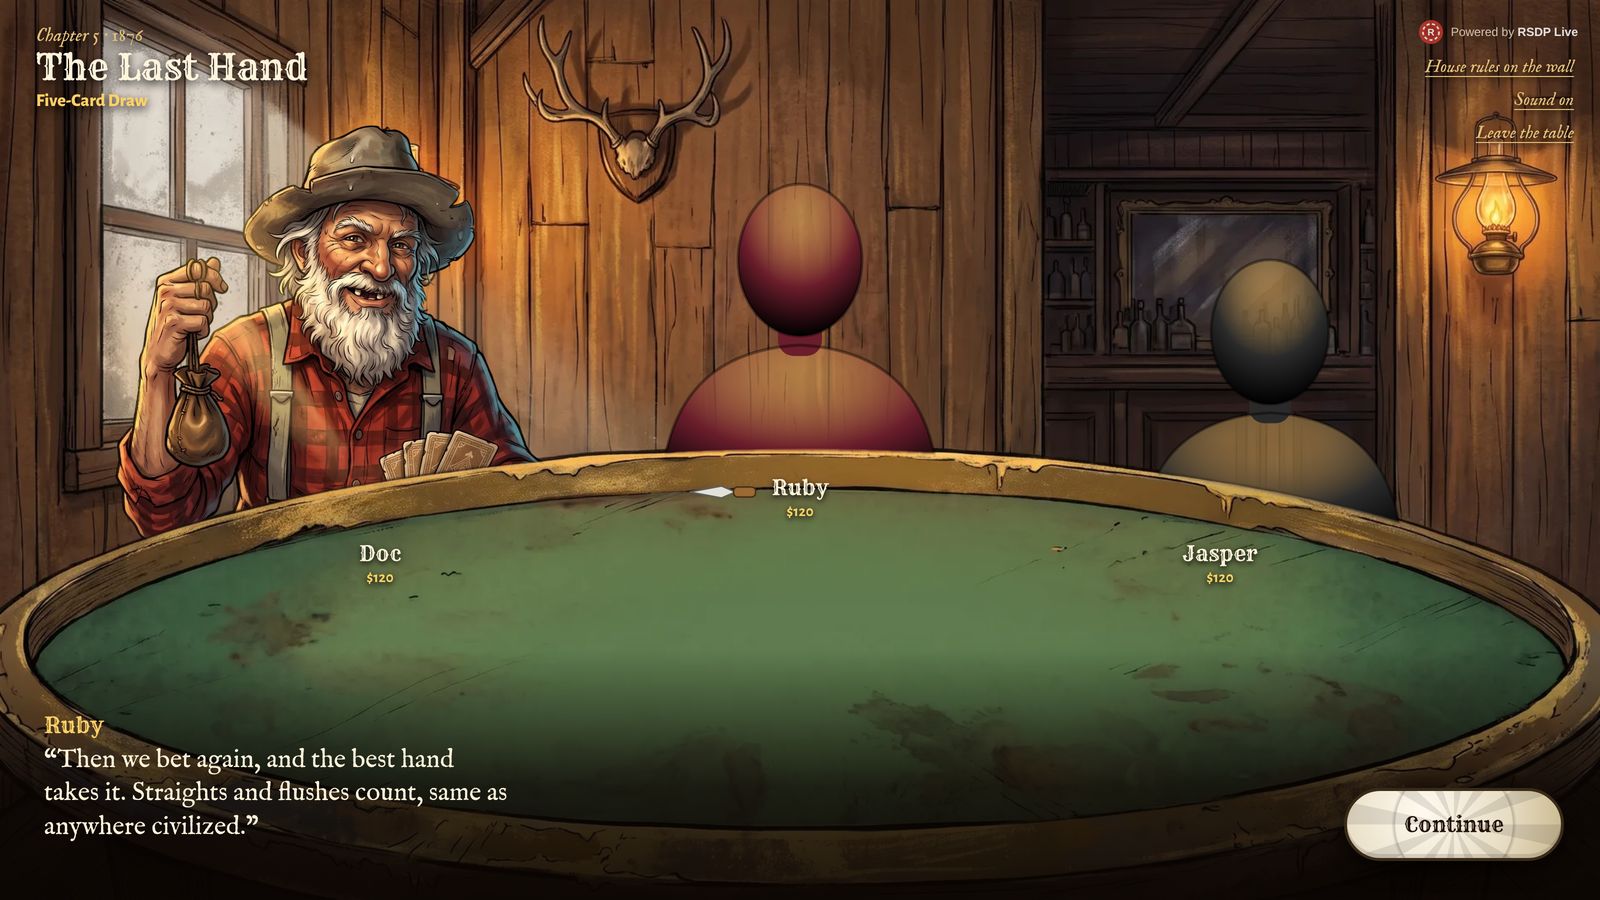 Chapter 5 · 1876
The Last Hand
Five-Card Draw
R Powered by RSDP Live
House rules on the wall
Sound on
Leave the table
Ruby
$120
Doc
$120
Jasper
$120
Ruby
“Then we bet again, and the best hand
takes it. Straights and flushes count, same as
anywhere civilized.”
Continue